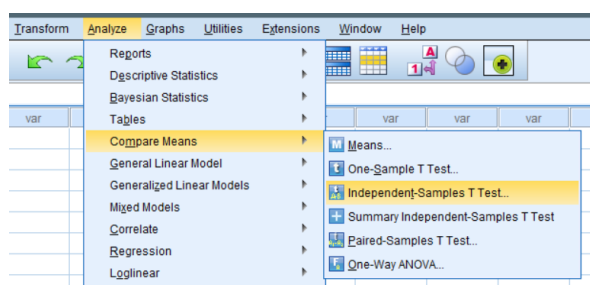 Transform Analyze Graphs Utilities Extensions Window Help
Reports
Descriptive Statistics
Bayesian Statistics
Tables
var var var var
Compare Means
Means...
General Linear Model
One-Sample T Test...
Generalized Linear Models
Independent-Samples T Test...
Mixed Models
Summary Independent-Samples T Test
Correlate
Paired-Samples T Test...
Regression
One-Way ANOVA...
Loglinear